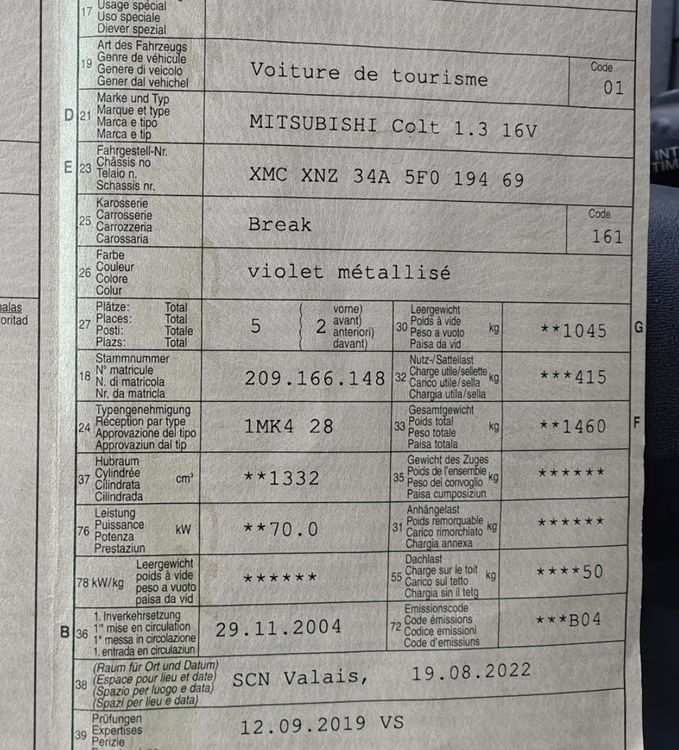 17 Usage spécial
Uso speciale
Diever spezial
19 Art des Fahrzeugs
Genre de véhicule
Genere di veicolo
Gener dal vehichel
Voiture de tourisme
Code
01
D 21 Marke und Typ
Marque et type
Marca e tipo
Marca e tip
MITSUBISHI Colt 1.3 16V
E 23 Fahrgestell-Nr.
Châssis no
Telaio n.
Schassis nr.
XMC XNZ 34A 5F0 194 69
25 Karosserie
Carrosserie
Carrozzeria
Carossaria
Break
Code
161
26 Farbe
Couleur
Colore
Colur
violet métallisé
27 Plätze: Total
Places: Total
Posti: Totale
Plazs: Total
5
( 2 vorne)
avant)
anteriori)
davant)
30 Leergewicht
Poids à vide
Peso a vuoto
Paisa da vid
kg
**1045
G
18 Stammnummer
N° matricule
N. di matricola
Nr. da matricla
209.166.148
32 Nutz-/Sattellast
Charge utile/sellette
Carico utile/sella
Chargia utila/sella
kg
***415
24 Typengenehmigung
Réception par type
Approvazione del tipo
Approvaziun dal tip
1MK4 28
33 Gesamtgewicht
Poids total
Peso totale
Paisa totala
kg
**1460
F
37 Hubraum
Cylindrée
Cilindrata
Cilindrada
cm³
**1332
35 Gewicht des Zuges
Poids de l'ensemble
Peso del convoglio
Paisa cumposiziun
kg
******
76 Leistung
Puissance
Potenza
Prestaziun
kW
**70.0
31 Anhängelast
Poids remorquable
Carico rimorchiato
Chargia annexa
kg
******
78 kW/kg
Leergewicht
poids à vide
peso a vuoto
paisa da vid
******
55 Dachlast
Charge sur le toit
Carico sul tetto
Chargia sin il tetg
kg
****50
B 36 1. Inverkehrsetzung
1re mise en circulation
1a messa in circolazione
1. entrada en circulaziun
29.11.2004
72 Emissionscode
Code émissions
Codice emissioni
Code d'emissiuns
***B04
38 (Raum für Ort und Datum)
(Espace pour lieu et date)
(Spazio per luogo e data)
(Spazi per lieu e data)
SCN Valais, 19.08.2022
39 Prüfungen
Expertises
Perizie
12.09.2019 VS
oritad
INT
TIM